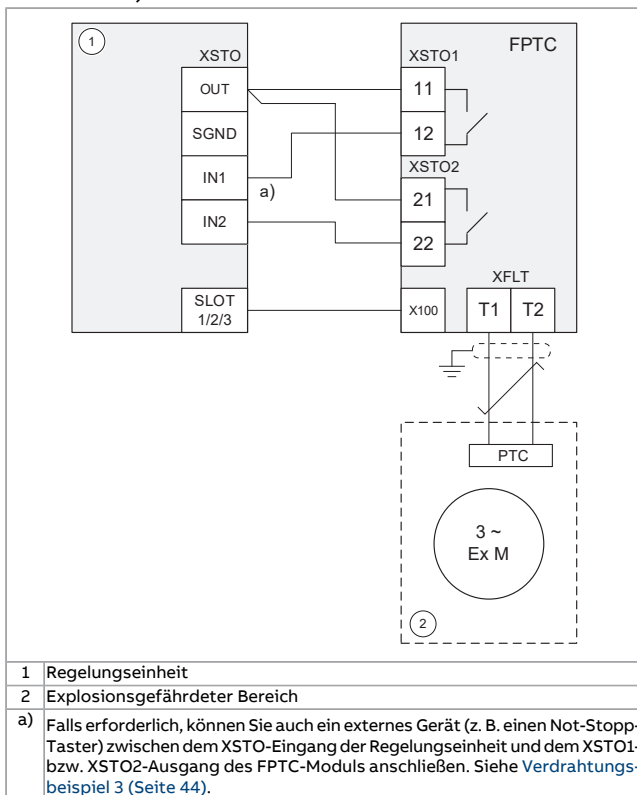 1
XSTO
OUT
SGND
IN1
IN2
a)
SLOT
1/2/3
FPTC
XSTO1
11
12
XSTO2
21
22
XFLT
X100
T1
T2
PTC
3 ~
Ex M
2
1 Regelungseinheit
2 Explosionsgefährdeter Bereich
a) Falls erforderlich, können Sie auch ein externes Gerät (z. B. einen Not-Stopp-
Taster) zwischen dem XSTO-Eingang der Regelungseinheit und dem XSTO1-
bzw. XSTO2-Ausgang des FPTC-Moduls anschließen. Siehe Verdrahtungs-
beispiel 3 (Seite 44).